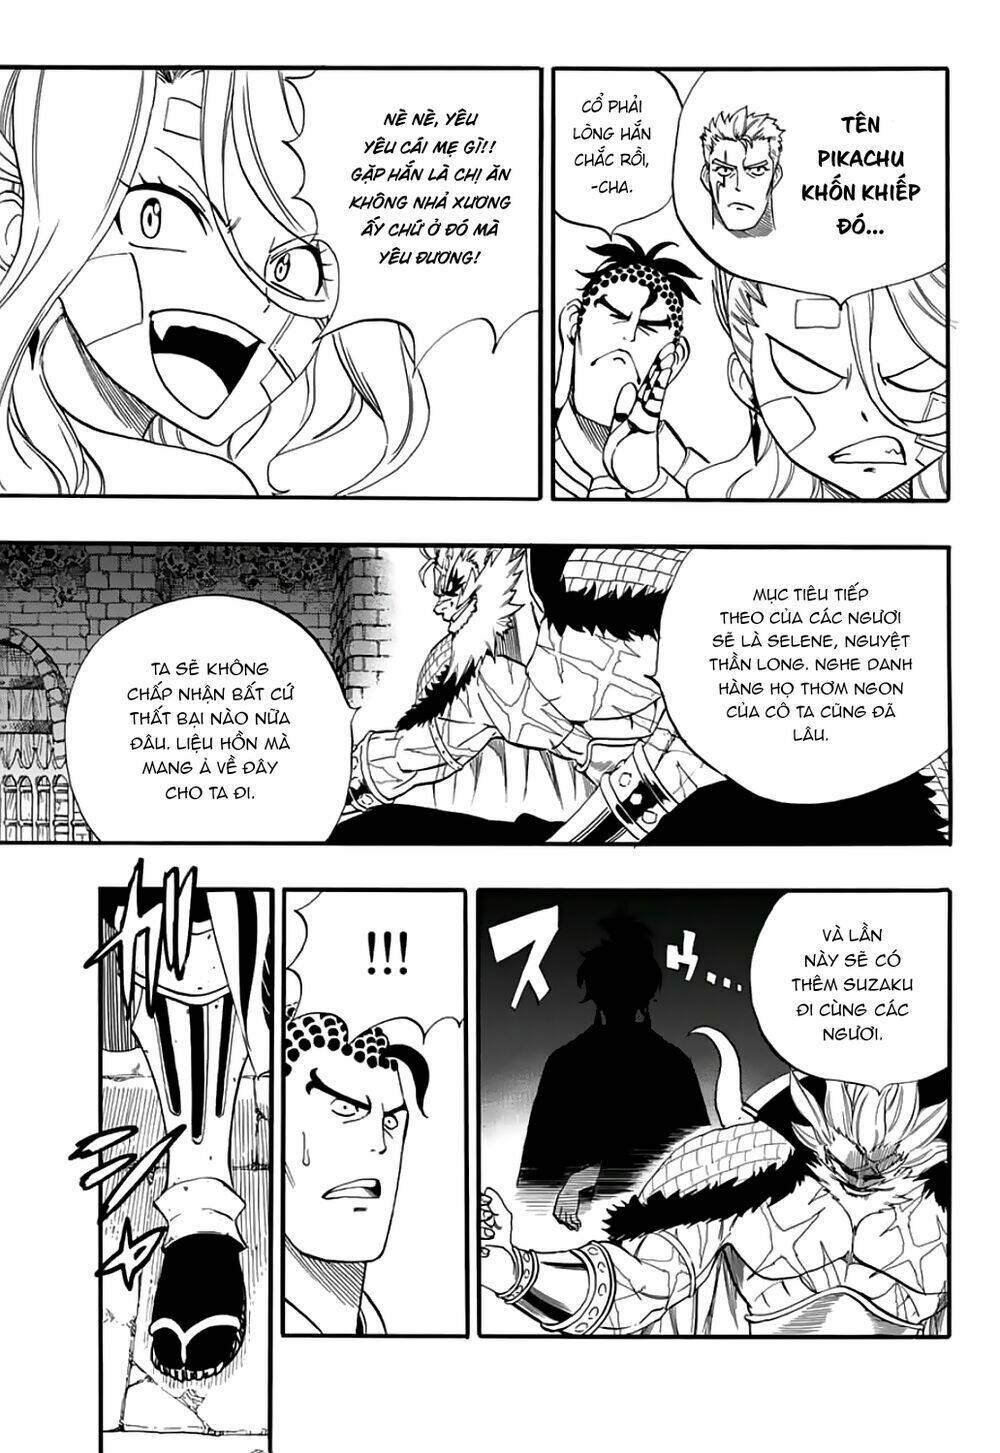 TÊN
PIKACHU
KHỐN KHIẾP
ĐÓ...
CỔ PHẢI
LÒNG HẮN
CHẮC RỒI,
-CHA.
NÈ NÈ, YÊU
YÊU CÁI MẸ GÌ!!
GẶP HẮN LÀ CHỊ ĂN
KHÔNG NHẢ XƯƠNG
ẤY CHỨ Ở ĐÓ MÀ
YÊU ĐƯƠNG!
MỤC TIÊU TIẾP
THEO CỦA CÁC NGƯƠI
SẼ LÀ SELENE, NGUYỆT
THẦN LONG. NGHE DANH
HÀNG HỌ THƠM NGON
CỦA CÔ TA CŨNG ĐÃ
LÂU.
TA SẼ KHÔNG
CHẤP NHẬN BẤT CỨ
THẤT BẠI NÀO NỮA
ĐÂU. LIỆU HỒN MÀ
MANG Ả VỀ ĐÂY
CHO TA ĐI.
VÀ LẦN
NÀY SẼ CÓ
THÊM SUZAKU
ĐI CÙNG CÁC
NGƯƠI.
スゥ...
!!!
カル